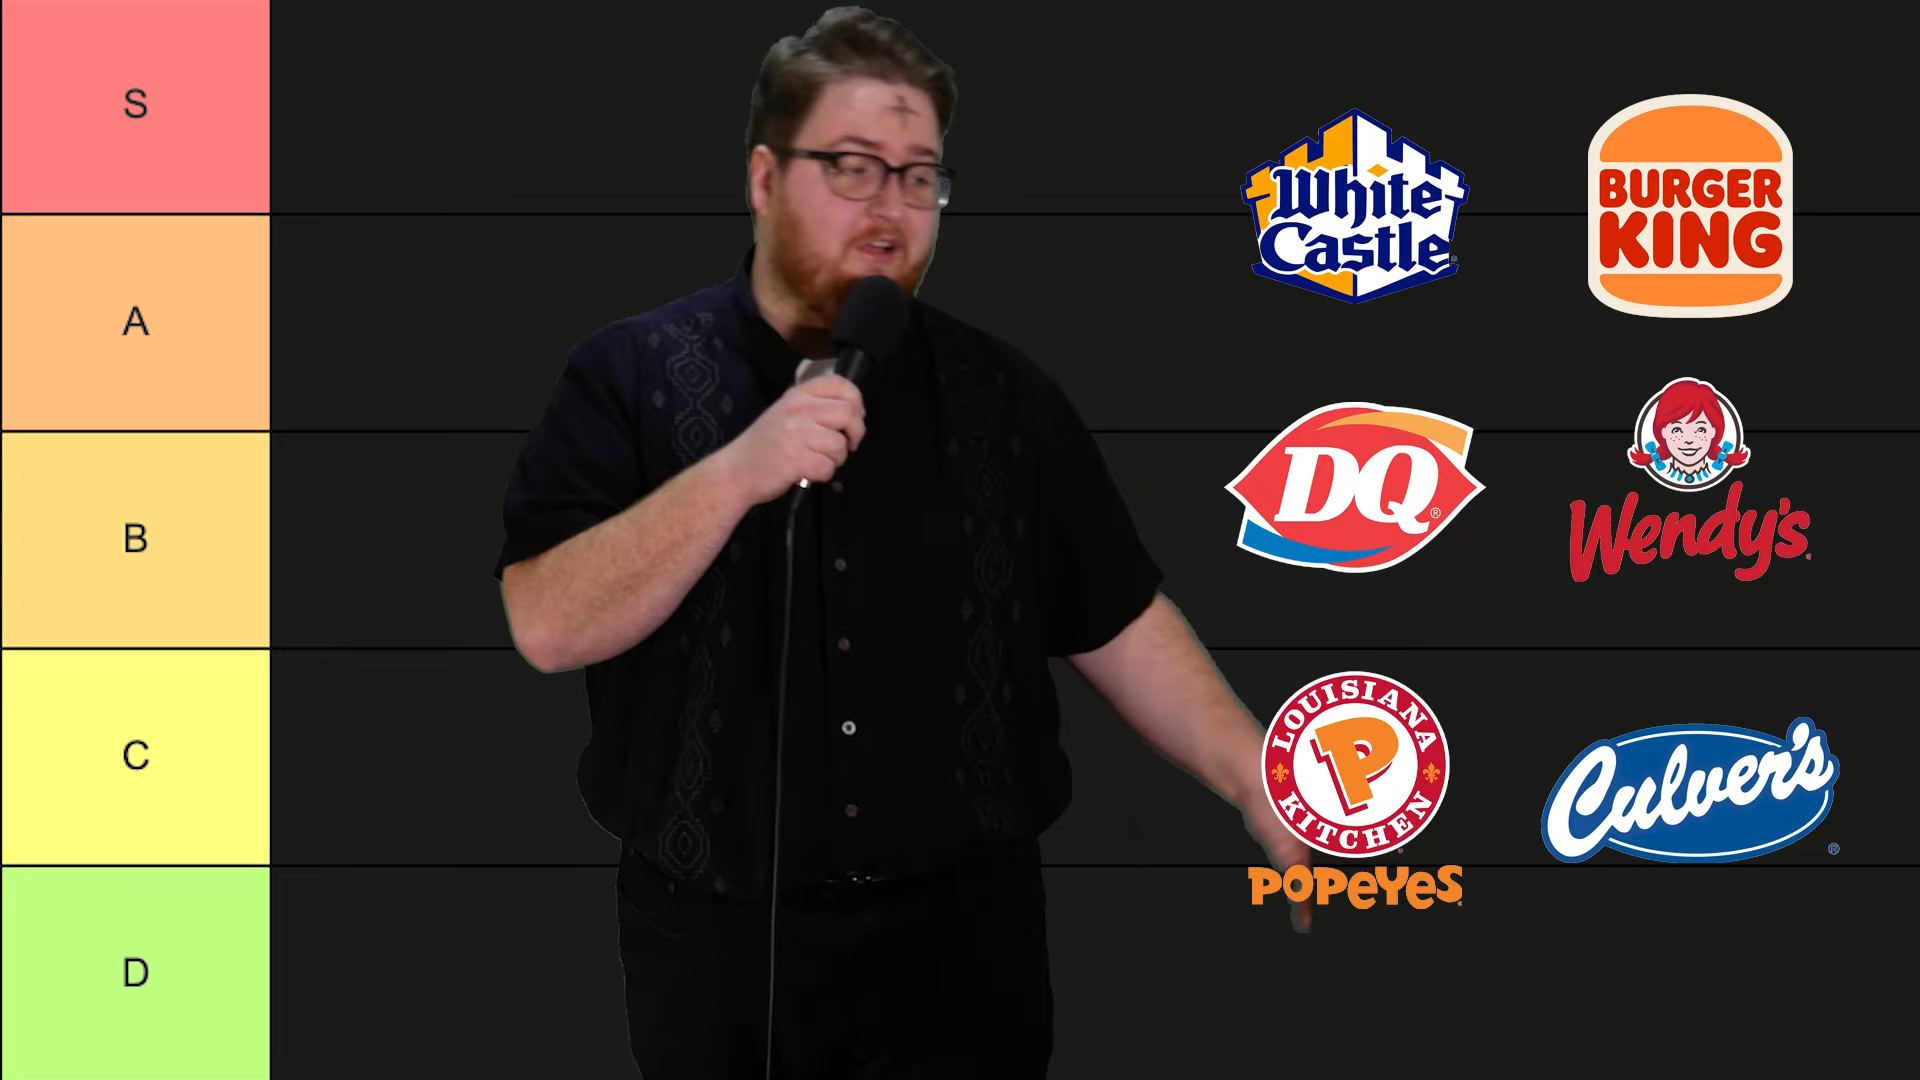 S
A
B
C
D
White
Castle
BURGER
KING
DQ
®
Wendy's
LOUISIANA
P
KITCHEN
POPEYES
Culver's
®